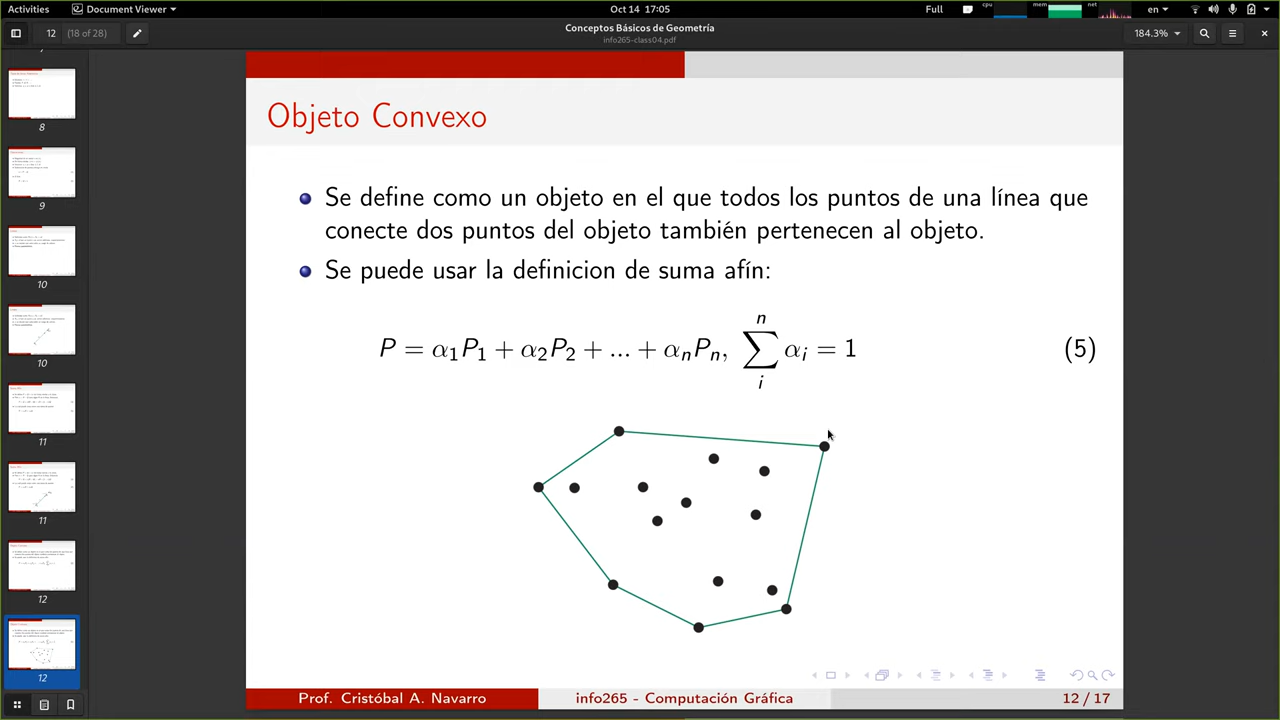 Activities
Document Viewer
Oct 14 17:05
Full
cpu
mem
net
en
12
(18 of 28)
Conceptos Básicos de Geometría
info265-class04.pdf
184.3%
8
9
10
10
11
11
12
12
Objeto Convexo
Se define como un objeto en el que todos los puntos de una línea que
conecte dos puntos del objeto también pertenecen al objeto.
Se puede usar la definicion de suma afín:
P = α₁P₁ + α₂P₂ + ... + αₙPₙ, ∑ᵢⁿ αᵢ = 1 (5)
Prof. Cristóbal A. Navarro
info265 - Computación Gráfica
12 / 17